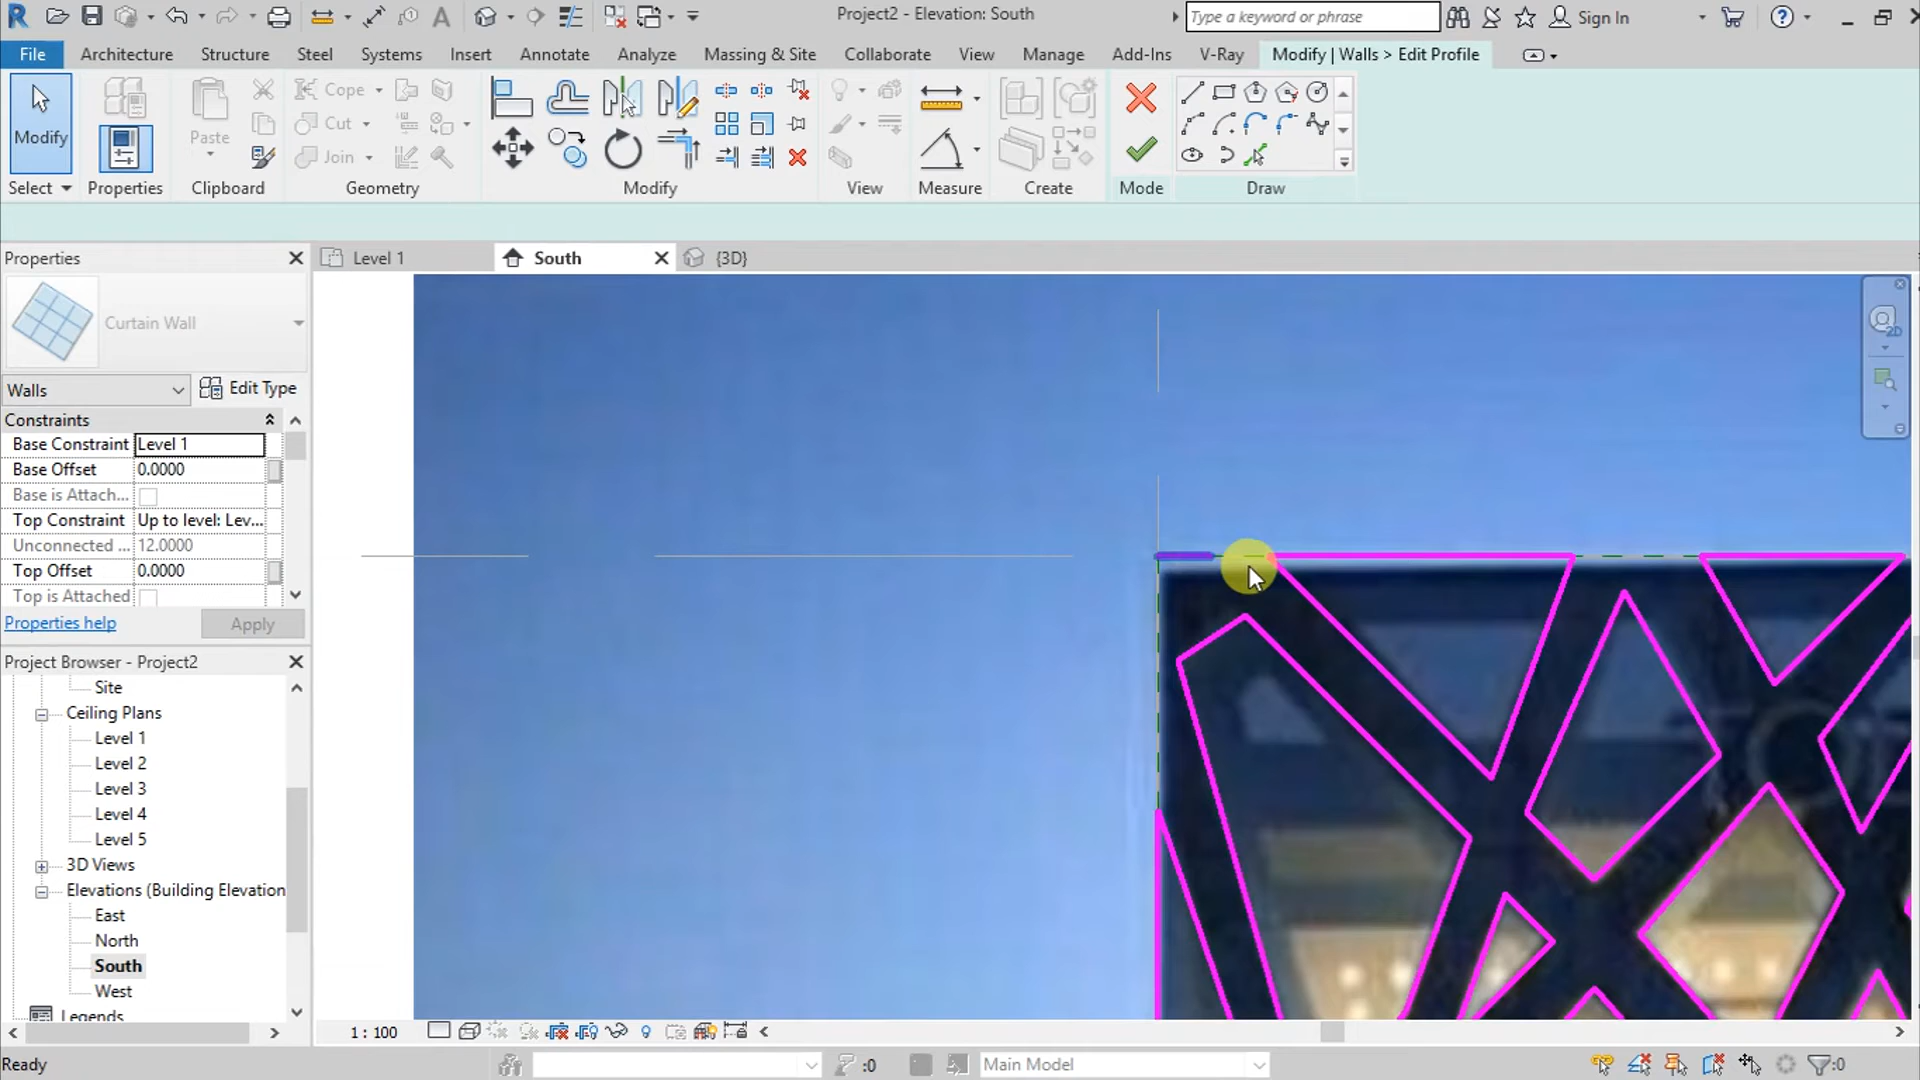 Project2 - Elevation: South
Type a keyword or phrase
Sign In
File
Architecture
Structure
Steel
Systems
Insert
Annotate
Analyze
Massing & Site
Collaborate
View
Manage
Add-Ins
V-Ray
Modify | Walls > Edit Profile
Modify
Paste
Cope
Cut
Join
Select
Properties
Clipboard
Geometry
Modify
View
Measure
Create
Mode
Draw
Properties
Level 1
South
{3D}
Curtain Wall
Walls
Edit Type
Constraints
Base Constraint Level 1
Base Offset 0.0000
Base is Attach...
Top Constraint Up to level: Lev...
Unconnected ... 12.0000
Top Offset 0.0000
Top is Attached
Properties help
Apply
Project Browser - Project2
Site
Ceiling Plans
Level 1
Level 2
Level 3
Level 4
Level 5
3D Views
Elevations (Building Elevation
East
North
South
West
Legends
1 : 100
Ready
:0
Main Model
:0
2D